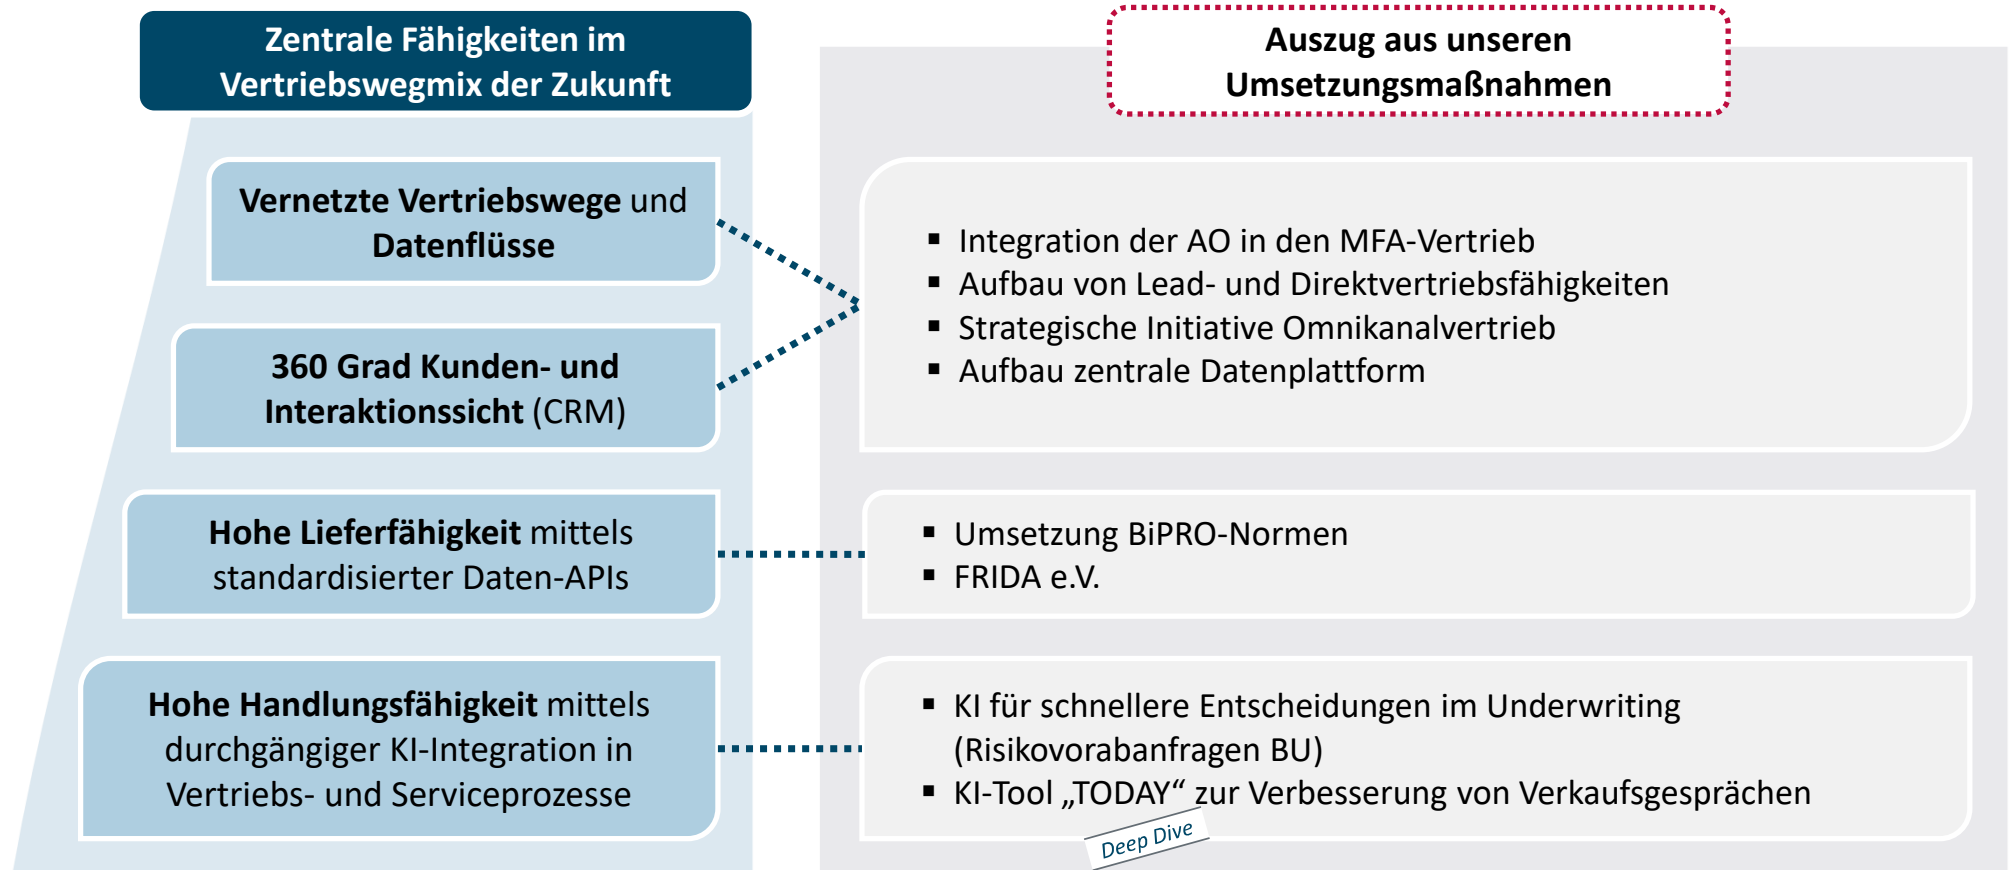 Zentrale Fähigkeiten im
Vertriebswegmix der Zukunft
Vernetzte Vertriebswege und
Datenflüsse
360 Grad Kunden- und
Interaktionssicht (CRM)
Hohe Lieferfähigkeit mittels
standardisierter Daten-APIs
Hohe Handlungsfähigkeit mittels
durchgängiger KI-Integration in
Vertriebs- und Serviceprozesse
Auszug aus unseren
Umsetzungsmaßnahmen
▪ Integration der AO in den MFA-Vertrieb
▪ Aufbau von Lead- und Direktvertriebsfähigkeiten
▪ Strategische Initiative Omnikanalvertrieb
▪ Aufbau zentrale Datenplattform
▪ Umsetzung BiPRO-Normen
▪ FRIDA e.V.
▪ KI für schnellere Entscheidungen im Underwriting
(Risikovorabanfragen BU)
▪ KI-Tool „TODAY“ zur Verbesserung von Verkaufsgesprächen
Deep Dive